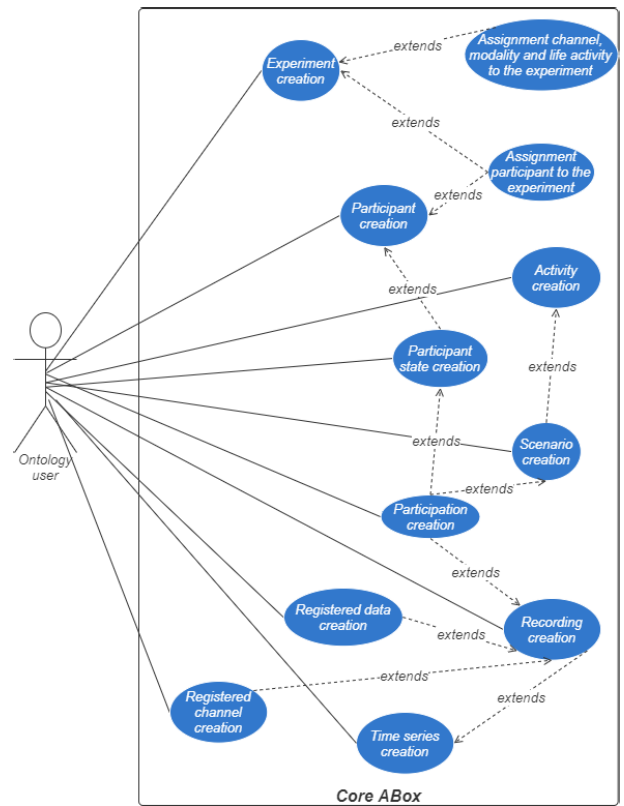 Assignment channel,
modality and life activity
to the experiment
extends
Experiment
creation
extends
Assignment
participant to the
experiment
extends
Participant
creation
Activity
creation
extends
Participant
state creation
extends
Scenario
creation
extends
extends
Participation
creation
Ontology
user
extends
Registered data
creation
Recording
creation
extends
extends
Registered
channel
creation
extends
Time series
creation
Core ABox